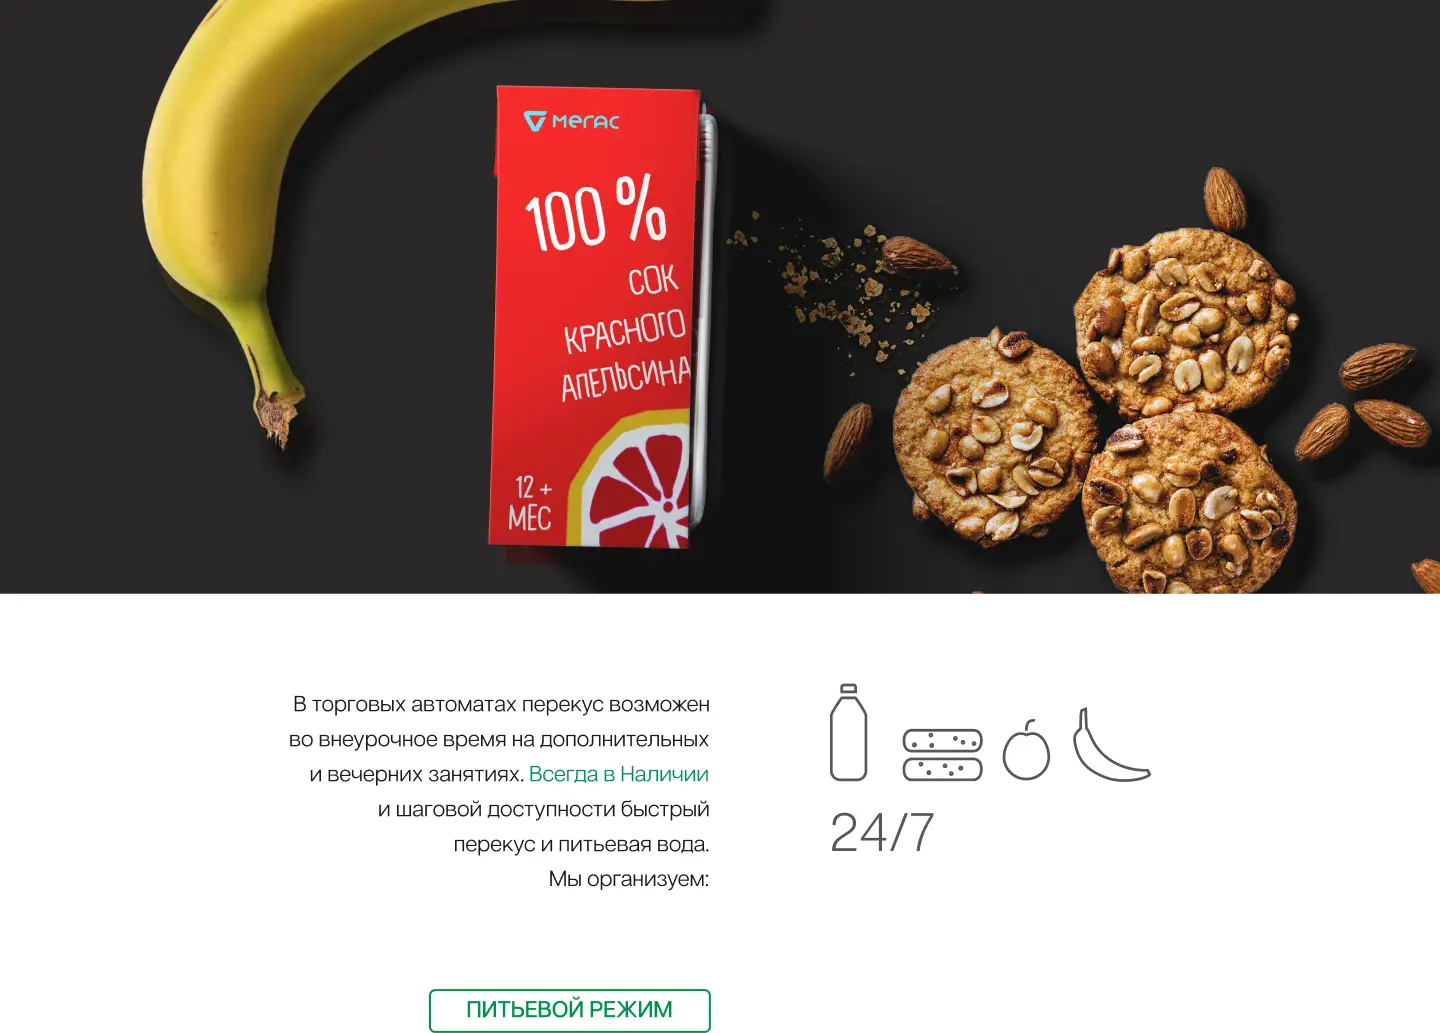 мегас
100 %
СОК
КРАСНОГО
АПЕЛЬСИНА
12 +
МЕС
В торговых автоматах перекус возможен
во внеурочное время на дополнительных
и вечерних занятиях. Всегда в Наличии
и шаговой доступности быстрый
перекус и питьевая вода.
Мы организуем:
24/7
ПИТЬЕВОЙ РЕЖИМ